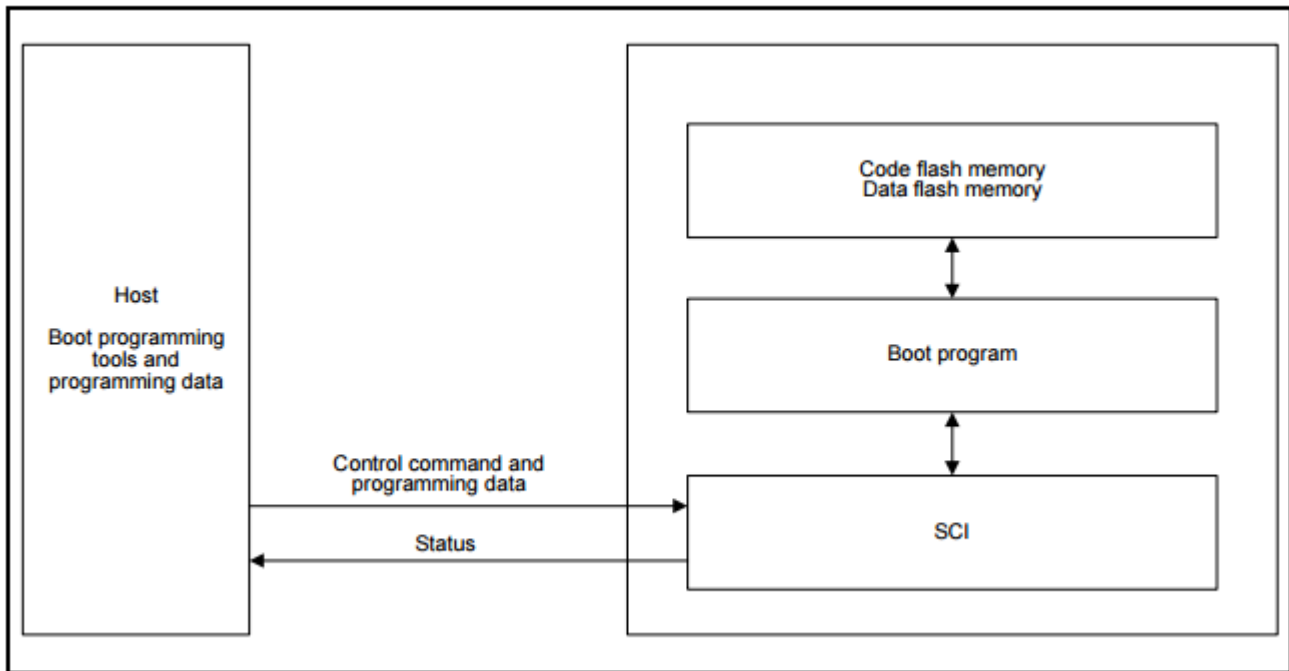 Host
Boot programming
tools and
programming data
Control command and
programming data
Status
Code flash memory
Data flash memory
Boot program
SCI